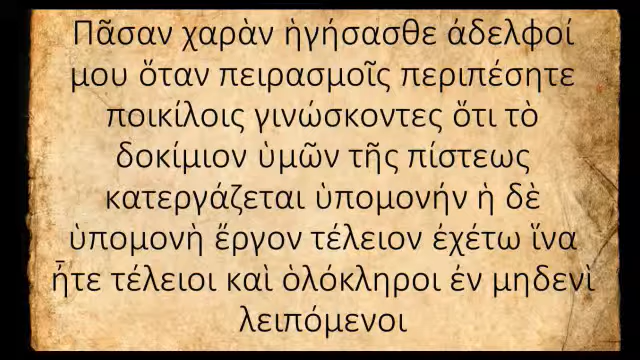 Πᾶσαν χαρὰν ἡγήσασθε ἀδελφοί
μου ὅταν πειρασμοῖς περιπέσητε
ποικίλοις γινώσκοντες ὅτι τὸ
δοκίμιον ὑμῶν τῆς πίστεως
κατεργάζεται ὑπομονήν ἡ δὲ
ὑπομονὴ ἔργον τέλειον ἐχέτω ἵνα
ἦτε τέλειοι καὶ ὁλόκληροι ἐν μηδενὶ
λειπόμενοι